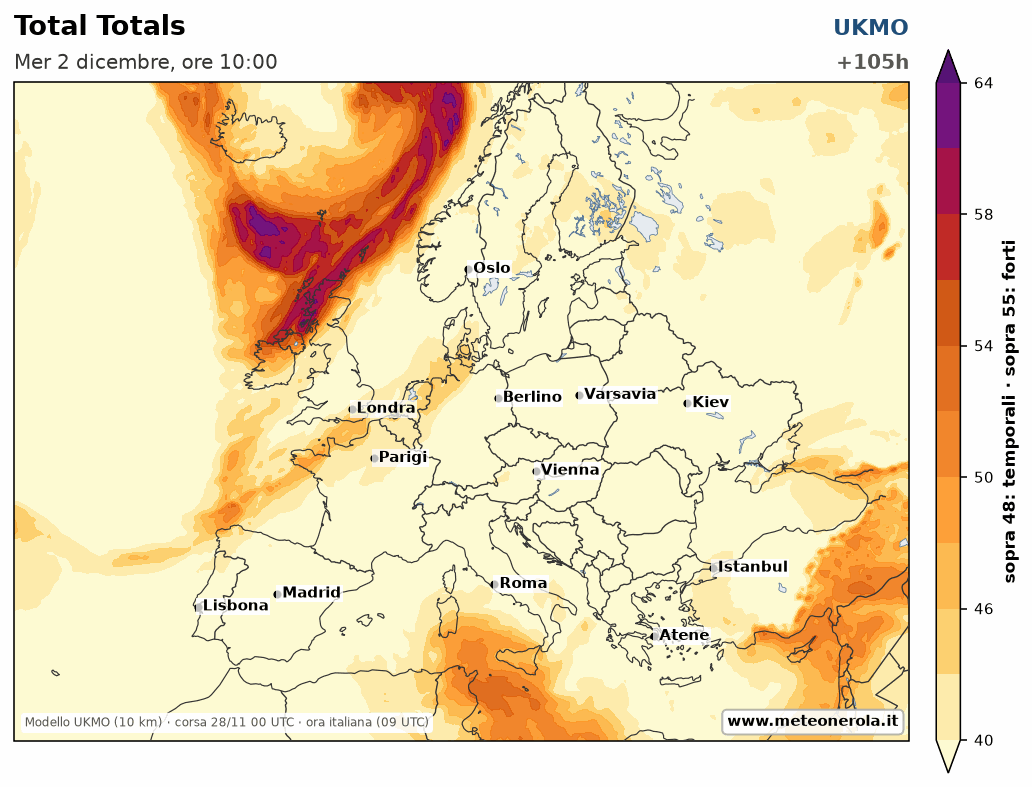 Total Totals
UKMO
Mer 2 dicembre, ore 10:00
+105h
64
58
54
50
46
40
sopra 48: temporali · sopra 55: forti
Oslo
Berlino
Varsavia
Kiev
Londra
Parigi
Vienna
Istanbul
Roma
Madrid
Lisbona
Atene
Modello UKMO (10 km) · corsa 28/11 00 UTC · ora italiana (09 UTC)
www.meteonerola.it